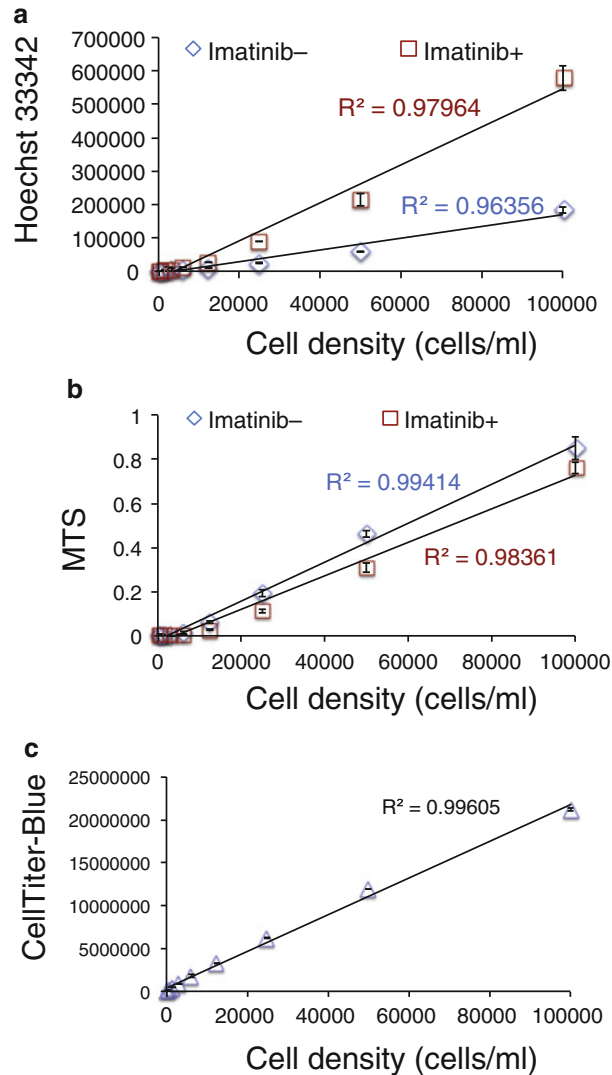 a
Hoechst 33342
700000
600000
500000
400000
300000
200000
100000
0
Imatinib–
Imatinib+
R² = 0.97964
R² = 0.96356
0 20000 40000 60000 80000 100000
Cell density (cells/ml)
b
MTS
1
0.8
0.6
0.4
0.2
0
Imatinib–
Imatinib+
R² = 0.99414
R² = 0.98361
0 20000 40000 60000 80000 100000
Cell density (cells/ml)
c
CellTiter-Blue
25000000
20000000
15000000
10000000
5000000
0
R² = 0.99605
0 20000 40000 60000 80000 100000
Cell density (cells/ml)